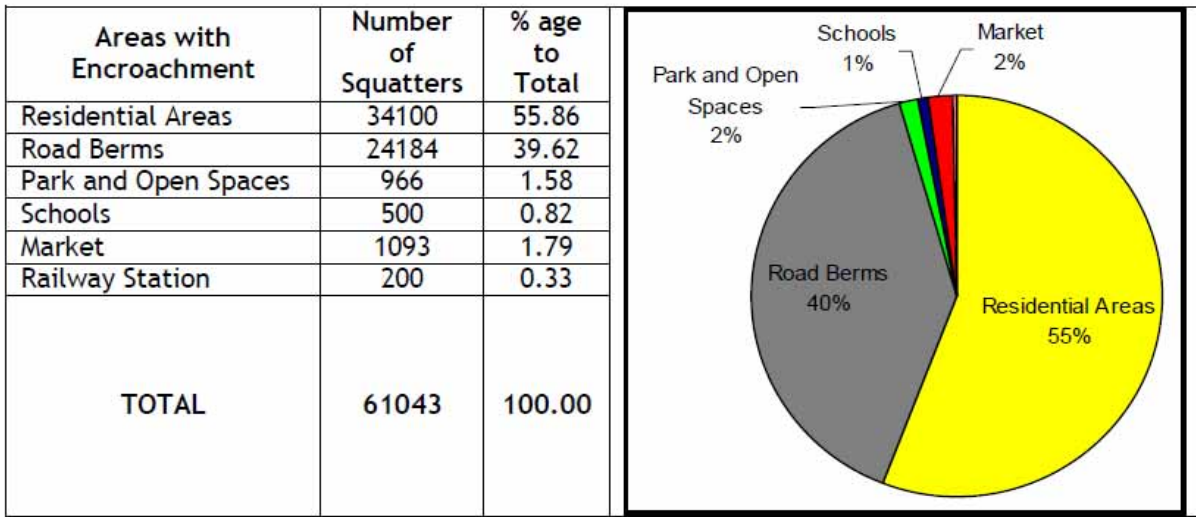 Areas with
Encroachment
Number
of
Squatters
% age
to
Total
Residential Areas 34100 55.86
Road Berms 24184 39.62
Park and Open Spaces 966 1.58
Schools 500 0.82
Market 1093 1.79
Railway Station 200 0.33
TOTAL 61043 100.00
Schools
1%
Market
2%
Park and Open
Spaces
2%
Road Berms
40%
Residential Areas
55%